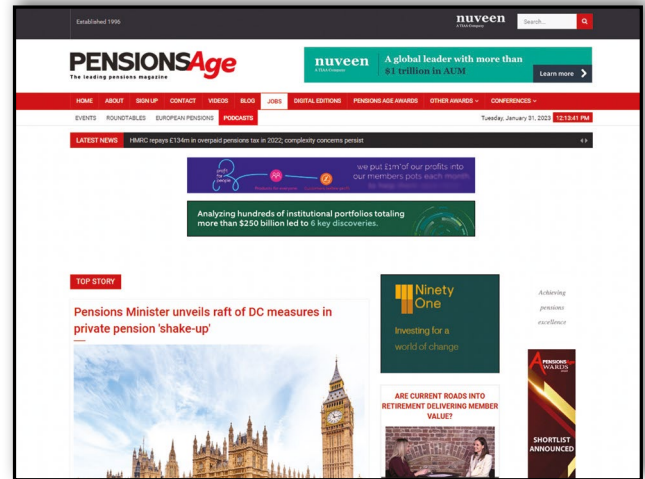 Established 1996
nuveen
A TIAA Company
Search...
PENSIONSAge
The leading pensions magazine
nuveen
A TIAA Company
A global leader with more than
$1 trillion in AUM
Learn more
HOME ABOUT SIGN UP CONTACT VIDEOS BLOG JOBS DIGITAL EDITIONS PENSIONS AGE AWARDS OTHER AWARDS CONFERENCES
EVENTS ROUNDTABLES EUROPEAN PENSIONS PODCASTS
Tuesday, January 31, 2023 12:13:41 PM
LATEST NEWS HMRC repays £134m in overpaid pensions tax in 2022; complexity concerns persist
profit
for
people
we put £1m* of our profits into
our members pots each month
Analyzing hundreds of institutional portfolios totaling
more than $250 billion led to 6 key discoveries.
TOP STORY
Pensions Minister unveils raft of DC measures in
private pension 'shake-up'
Ninety
One
Investing for a
world of change
Achieving
pensions
excellence
ARE CURRENT ROADS INTO
RETIREMENT DELIVERING MEMBER
VALUE?
PENSIONSAge
AWARDS
SHORTLIST
ANNOUNCED